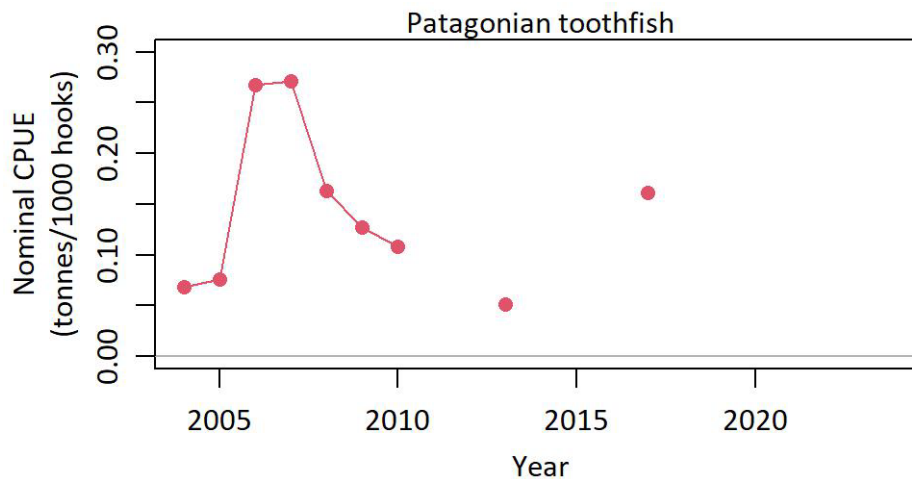 Patagonian toothfish
Nominal CPUE
(tonnes/1000 hooks)
0.30
0.20
0.10
0.00
2005 2010 2015 2020
Year